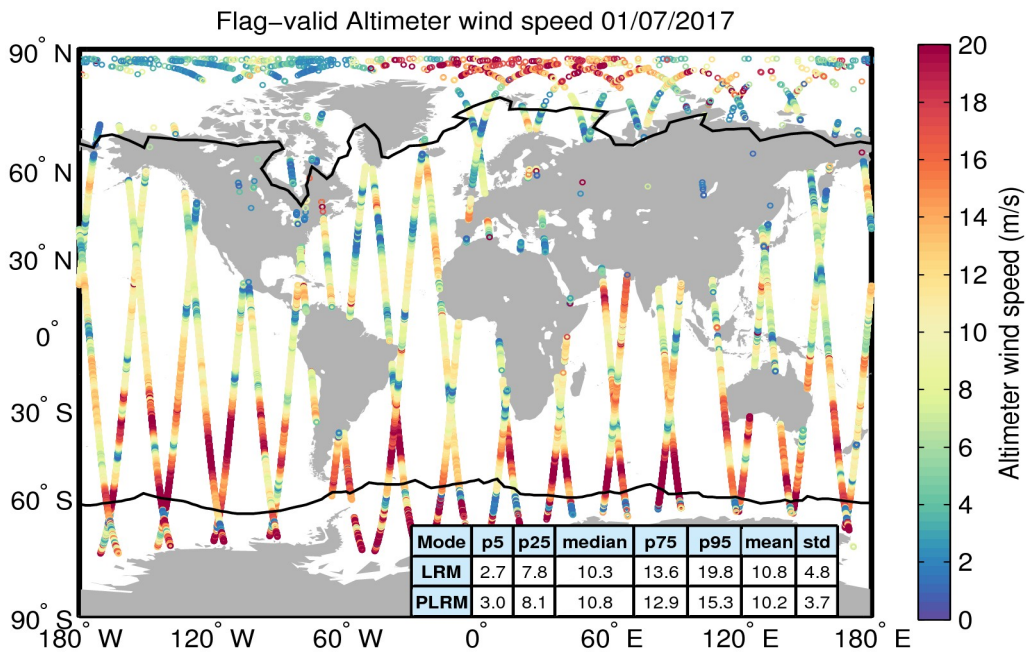 Flag−valid Altimeter wind speed 01/07/2017
90° N
60° N
30° N
0°
30° S
60° S
90° S
180° W
120° W
60° W
0°
60° E
120° E
180° E
Mode p5 p25 median p75 p95 mean std
LRM 2.7 7.8 10.3 13.6 19.8 10.8 4.8
PLRM 3.0 8.1 10.8 12.9 15.3 10.2 3.7
20
18
16
14
12
10
8
6
4
2
0
Altimeter wind speed (m/s)